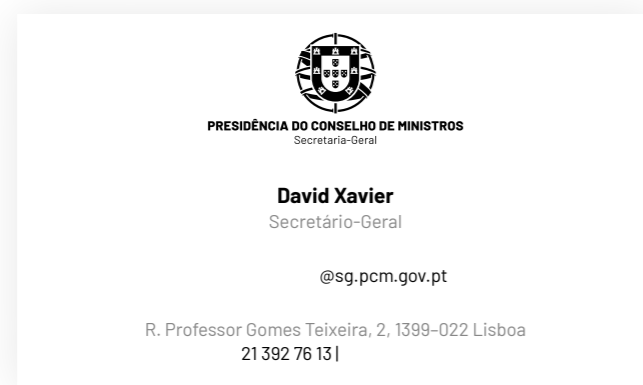 PRESIDÊNCIA DO CONSELHO DE MINISTROS
Secretaria-Geral
David Xavier
Secretário-Geral
@sg.pcm.gov.pt
R. Professor Gomes Teixeira, 2, 1399-022 Lisboa
21 392 76 13 |